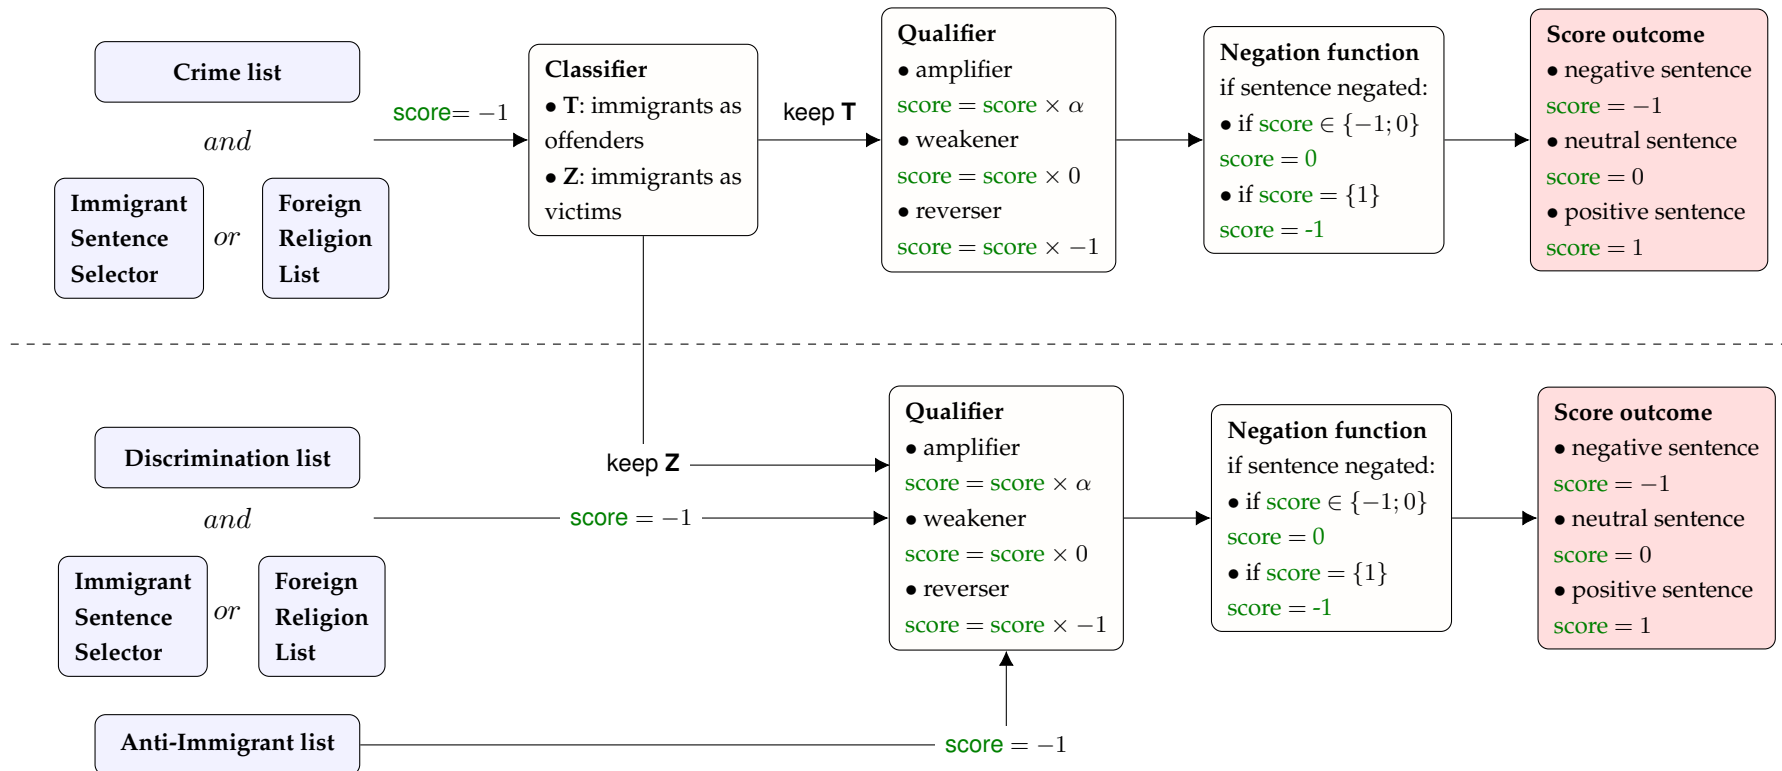 Crime list
and
Immigrant
Sentence
Selector
or
Foreign
Religion
List
score= −1
Classifier
• T: immigrants as
offenders
• Z: immigrants as
victims
keep T
Qualifier
• amplifier
score = score × α
• weakener
score = score × 0
• reverser
score = score × −1
Negation function
if sentence negated:
• if score ∈ {−1; 0}
score = 0
• if score = {1}
score = -1
Score outcome
• negative sentence
score = −1
• neutral sentence
score = 0
• positive sentence
score = 1
Discrimination list
and
Immigrant
Sentence
Selector
or
Foreign
Religion
List
keep Z
score = −1
Qualifier
• amplifier
score = score × α
• weakener
score = score × 0
• reverser
score = score × −1
Negation function
if sentence negated:
• if score ∈ {−1; 0}
score = 0
• if score = {1}
score = -1
Score outcome
• negative sentence
score = −1
• neutral sentence
score = 0
• positive sentence
score = 1
Anti-Immigrant list
score = −1